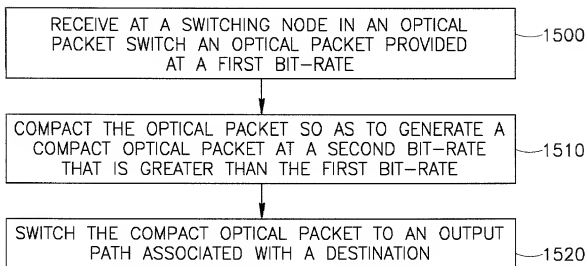 RECEIVE AT A SWITCHING NODE IN AN OPTICAL
PACKET SWITCH AN OPTICAL PACKET PROVIDED
AT A FIRST BIT-RATE
1500
COMPACT THE OPTICAL PACKET SO AS TO GENERATE A
COMPACT OPTICAL PACKET AT A SECOND BIT-RATE
THAT IS GREATER THAN THE FIRST BIT-RATE
1510
SWITCH THE COMPACT OPTICAL PACKET TO AN OUTPUT
PATH ASSOCIATED WITH A DESTINATION
1520